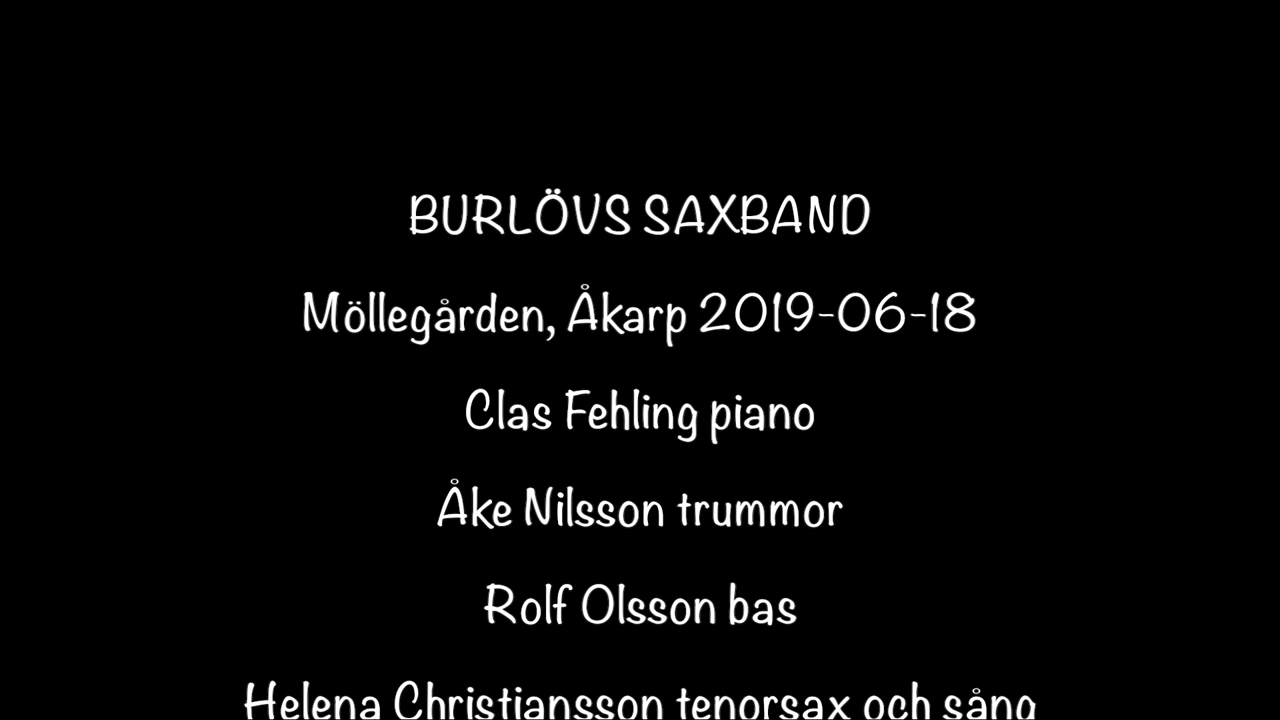 BURLÖVS SAXBAND
Möllegården, Åkarp 2019-06-18
Clas Fehling piano
Åke Nilsson trummor
Rolf Olsson bas
Helena Christiansson tenorsax och sång